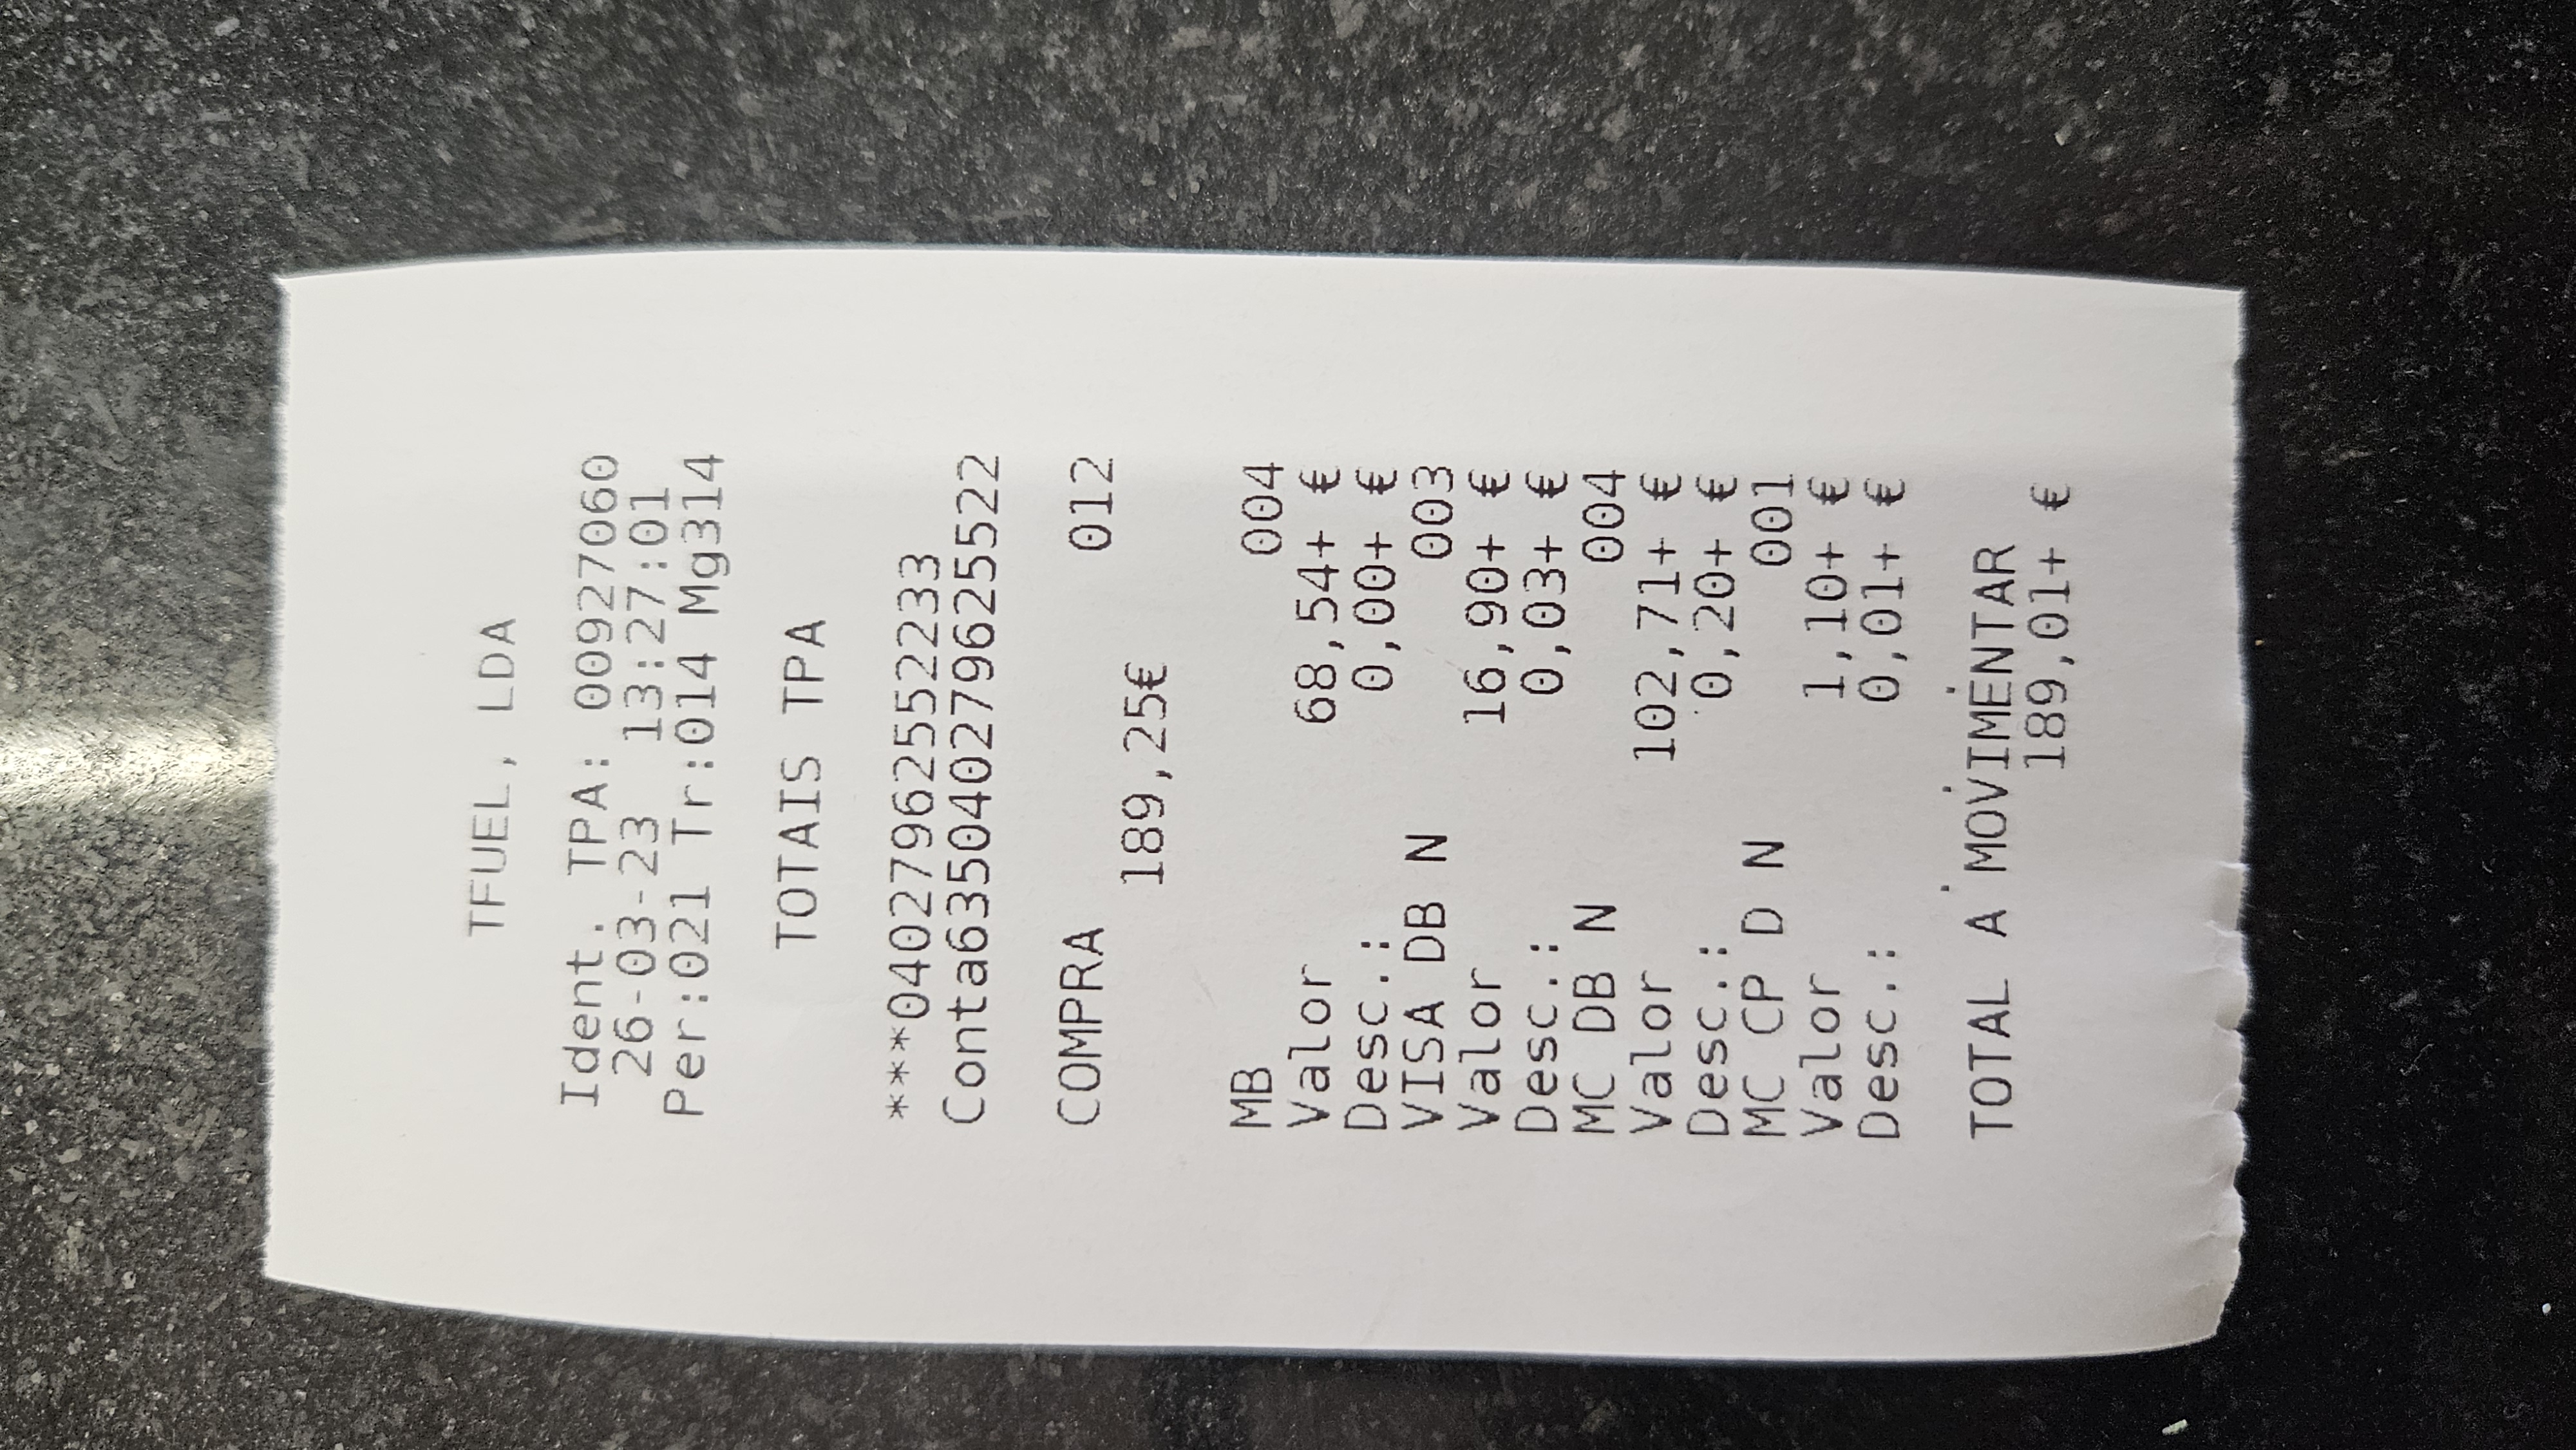 TFUEL, LDA
Ident. TPA: 00927060
26-03-23 13:27:01
Per:021 Tr:014 Mg314
TOTAIS TPA
***0402796255522​33
Conta6350402796255522
COMPRA 012
189,25€
MB 004
Valor 68,54+ €
Desc.: 0,00+ €
VISA DB N 003
Valor 16,90+ €
Desc.: 0,03+ €
MC DB N 004
Valor 102,71+ €
Desc.: 0,20+ €
MC CP D N 001
Valor 1,10+ €
Desc.: 0,01+ €
TOTAL A MOVIMENTAR
189,01+ €